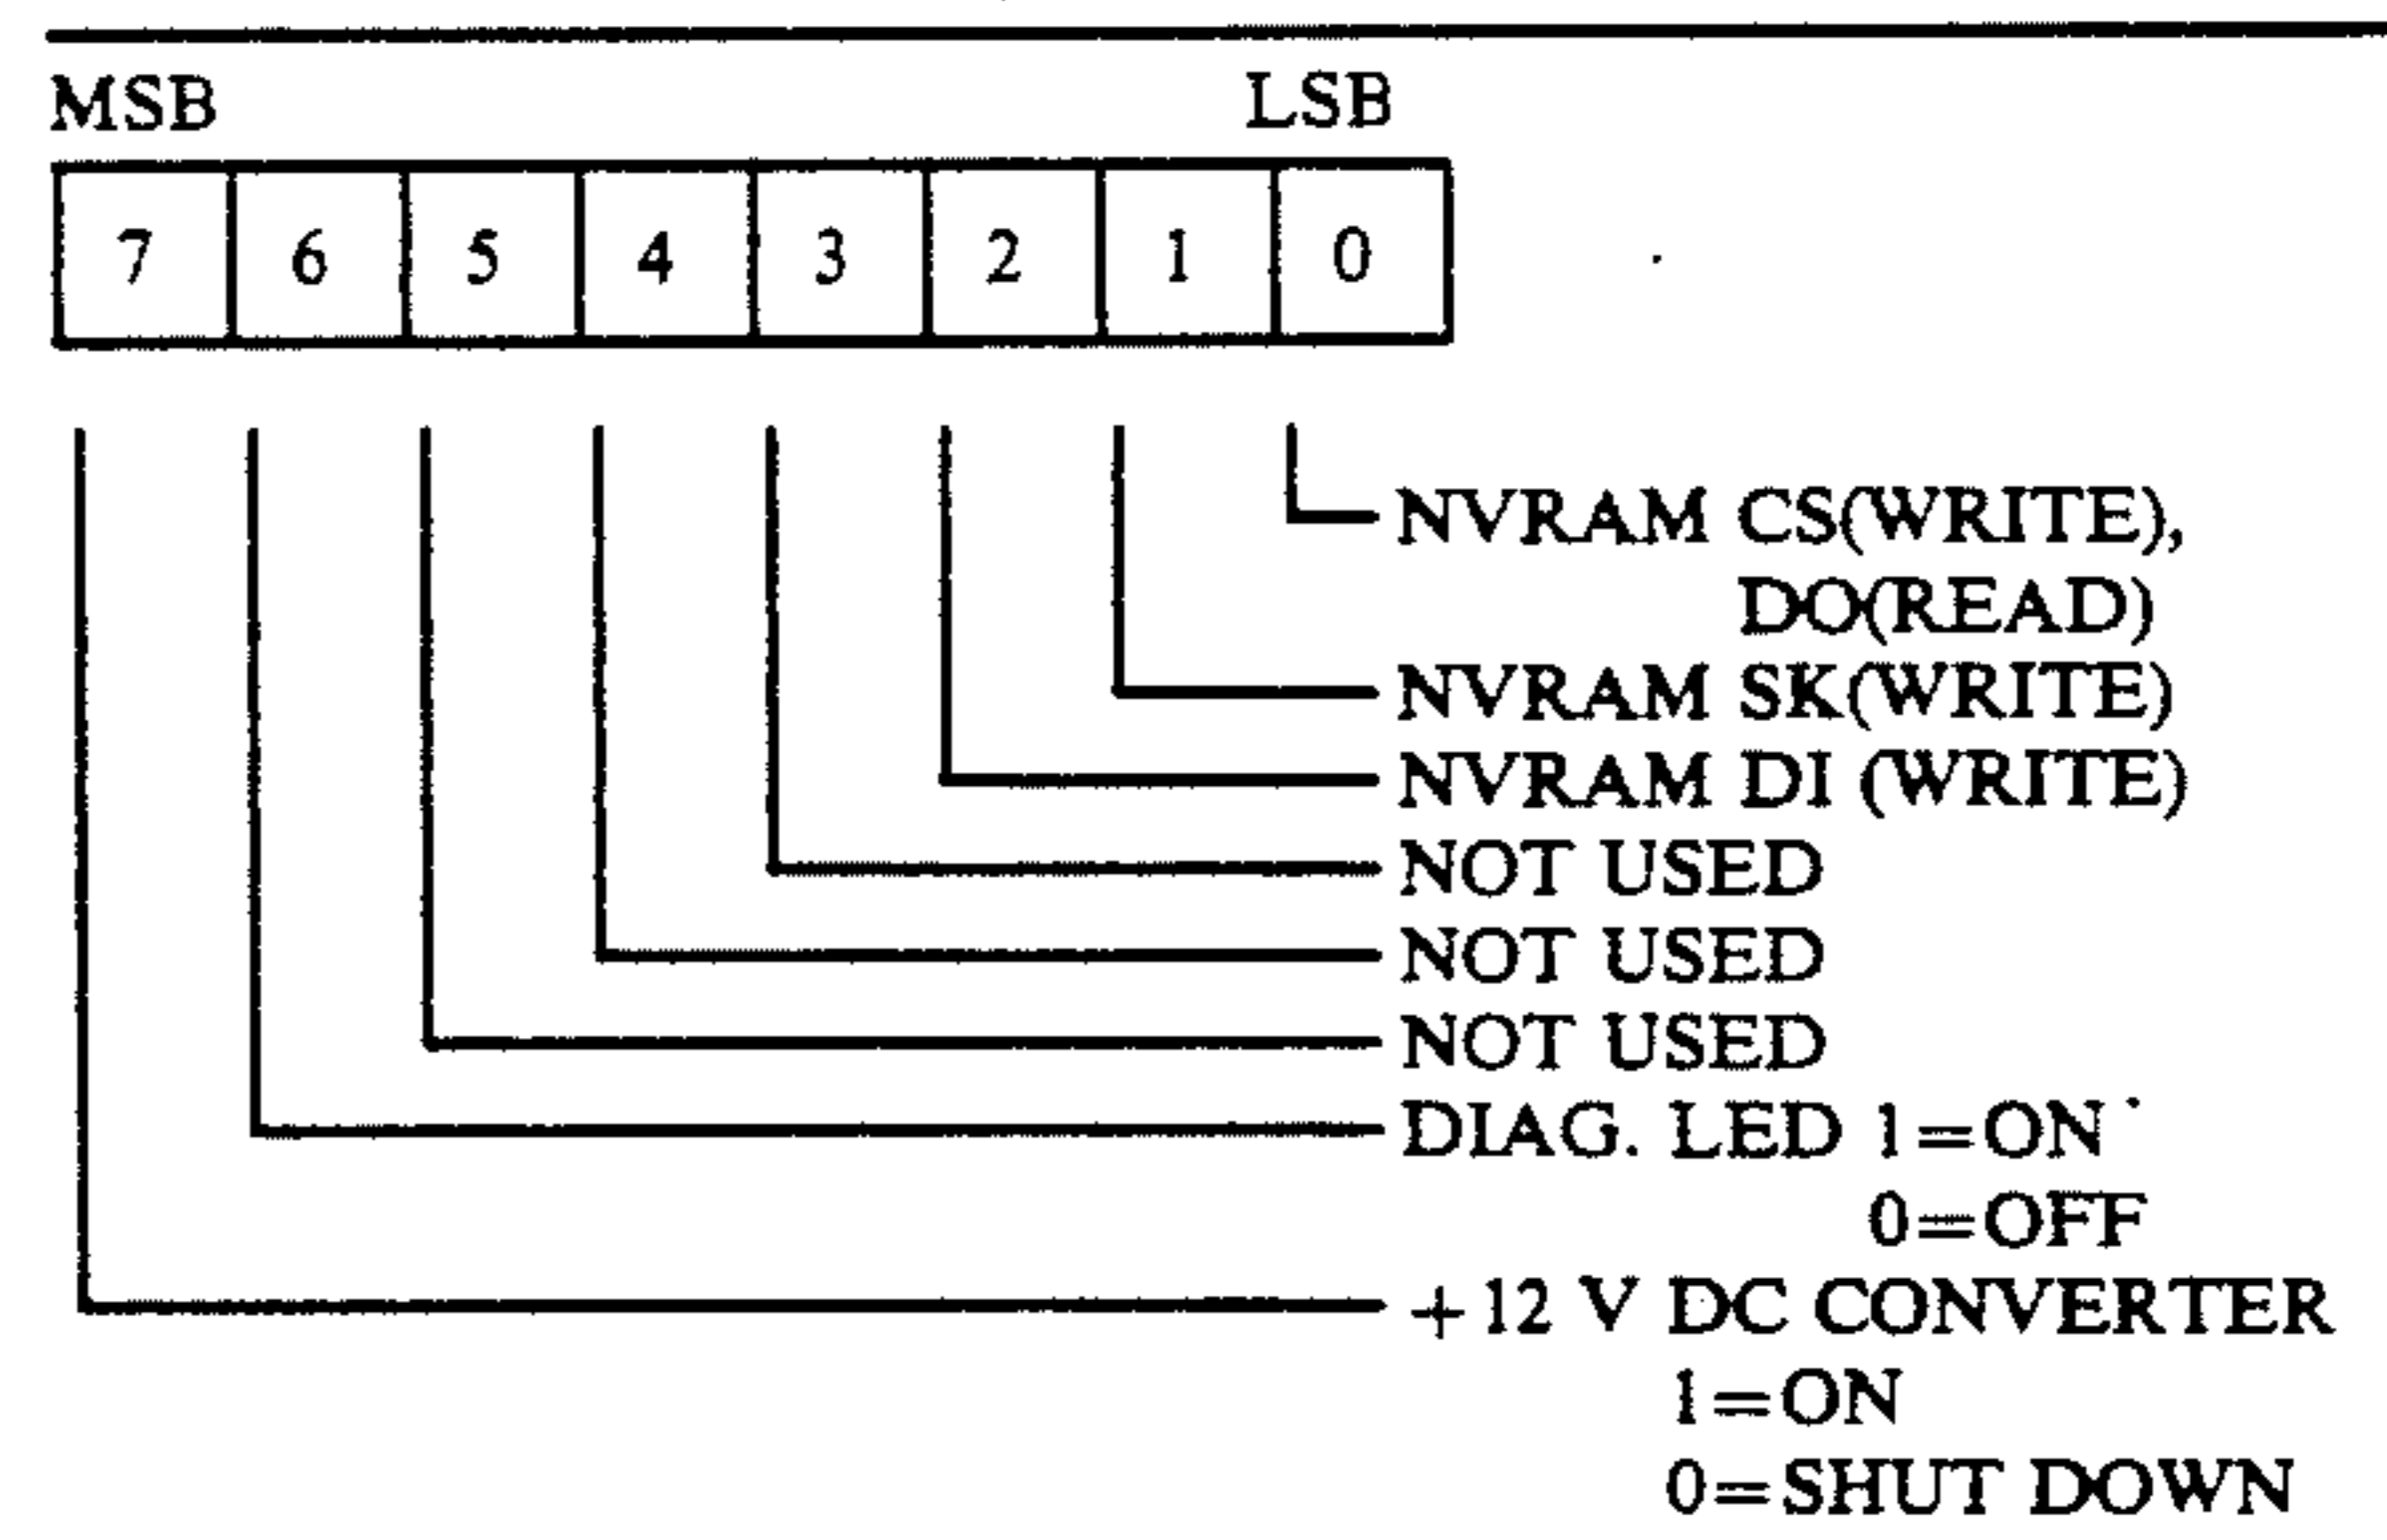 MSB LSB
7 6 5 4 3 2 1 0
NVRAM CS(WRITE),
DO(READ)
NVRAM SK(WRITE)
NVRAM DI (WRITE)
NOT USED
NOT USED
NOT USED
DIAG. LED 1=ON
0=OFF
+12 V DC CONVERTER
1=ON
0=SHUT DOWN